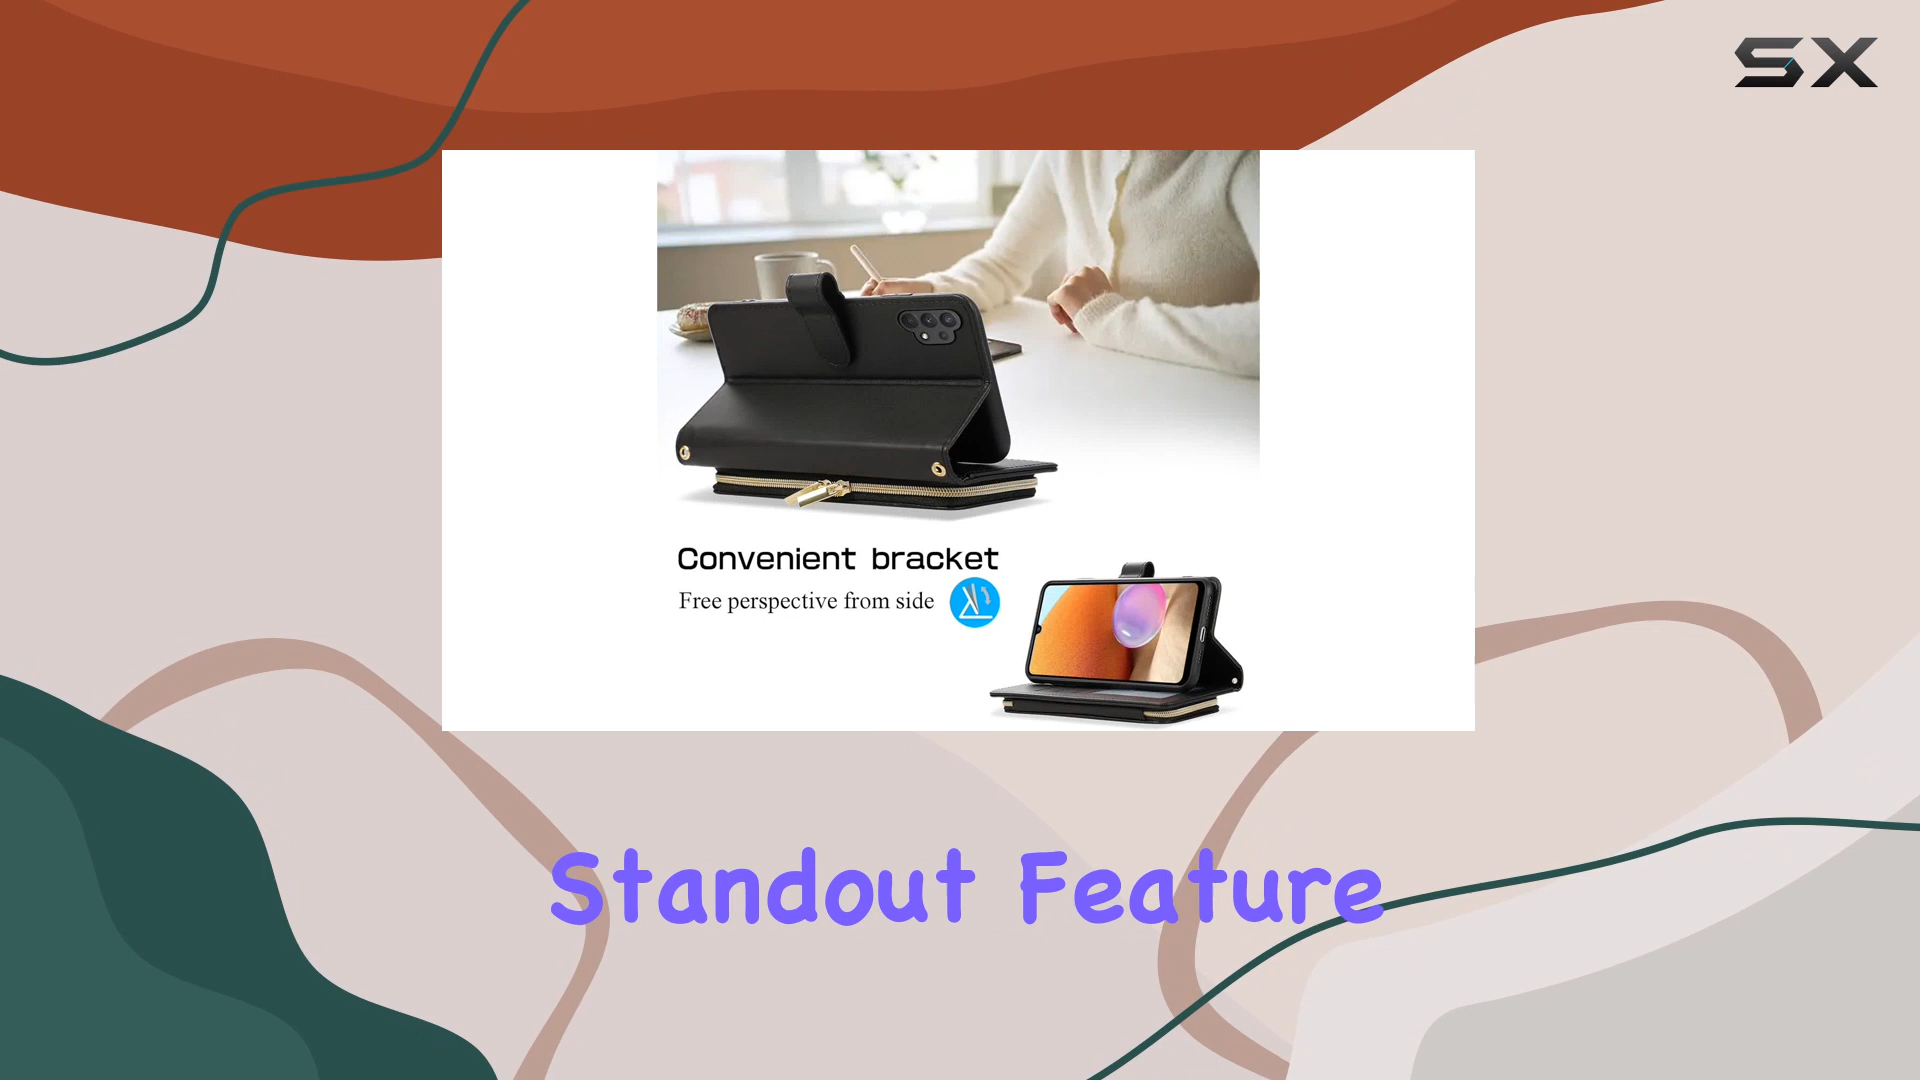 SX
Convenient bracket
Free perspective from side
Standout Feature